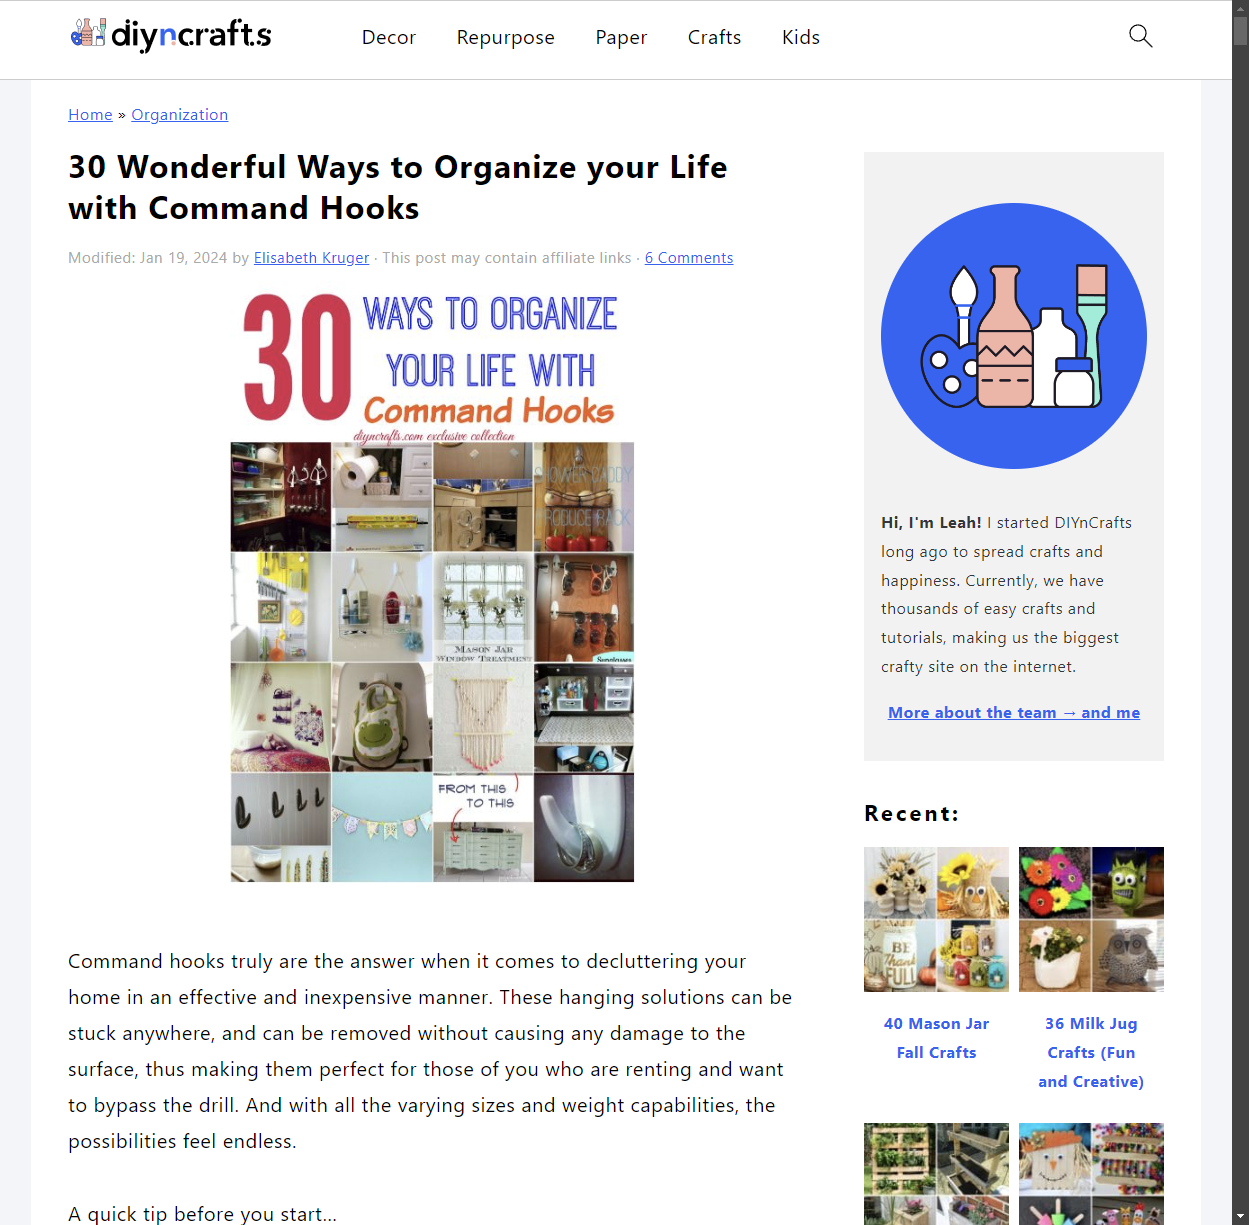 diyncrafts
Decor
Repurpose
Paper
Crafts
Kids
Home » Organization
30 Wonderful Ways to Organize your Life
with Command Hooks
Modified: Jan 19, 2024 by Elisabeth Kruger · This post may contain affiliate links · 6 Comments
30 WAYS TO ORGANIZE
YOUR LIFE WITH
Command Hooks
diyncrafts.com exclusive collection
SHOWER CADDY
PRODUCE RACK
MASON JAR
WINDOW TREATMENT
Sunglasses
FROM THIS
TO THIS
Command hooks truly are the answer when it comes to decluttering your
home in an effective and inexpensive manner. These hanging solutions can be
stuck anywhere, and can be removed without causing any damage to the
surface, thus making them perfect for those of you who are renting and want
to bypass the drill. And with all the varying sizes and weight capabilities, the
possibilities feel endless.
A quick tip before you start...
Hi, I'm Leah! I started DIYnCrafts
long ago to spread crafts and
happiness. Currently, we have
thousands of easy crafts and
tutorials, making us the biggest
crafty site on the internet.
More about the team → and me
Recent:
BE
Thank
FULL
40 Mason Jar
Fall Crafts
36 Milk Jug
Crafts (Fun
and Creative)